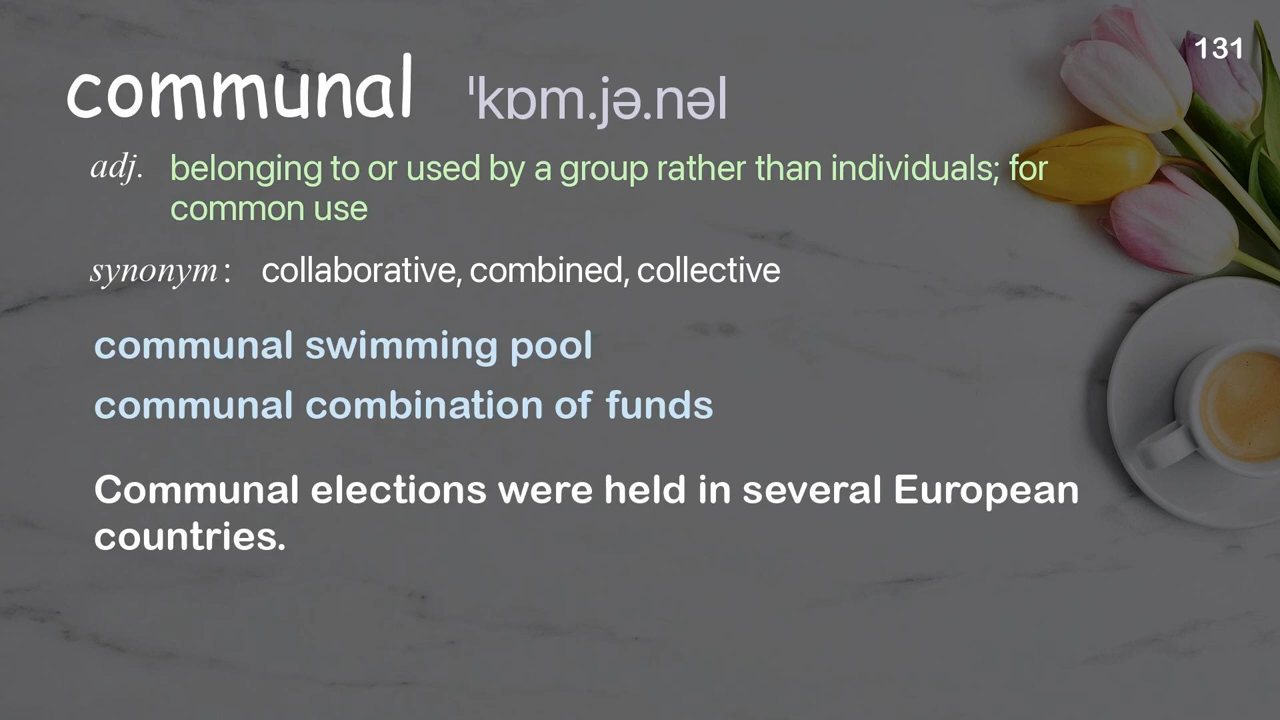 131
communal ˈkɒm.jə.nəl
adj. belonging to or used by a group rather than individuals; for
common use
synonym: collaborative, combined, collective
communal swimming pool
communal combination of funds
Communal elections were held in several European
countries.